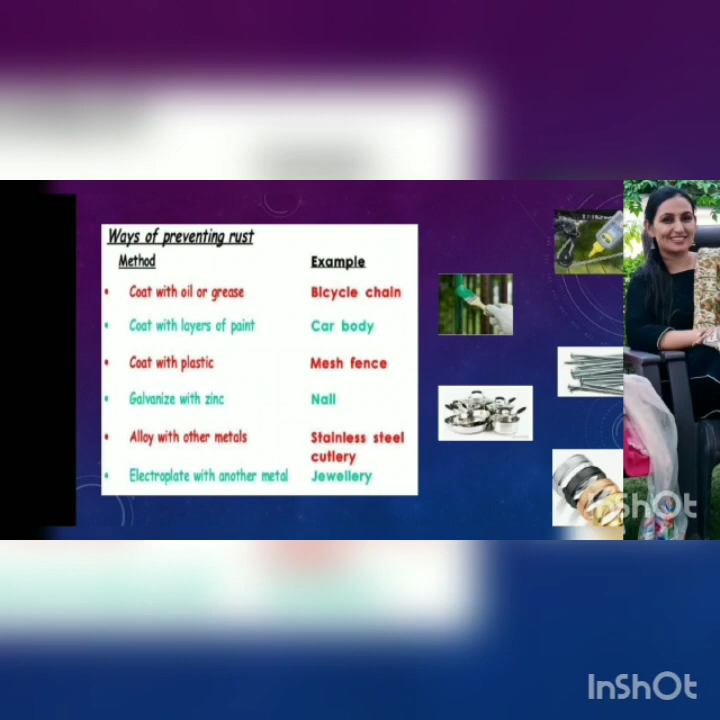 Ways of preventing rust
Method Example
• Coat with oil or grease Bicycle chain
• Coat with layers of paint Car body
• Coat with plastic Mesh fence
• Galvanize with zinc Nail
• Alloy with other metals Stainless steel
cutlery
• Electroplate with another metal Jewellery
InShOt
InShOt